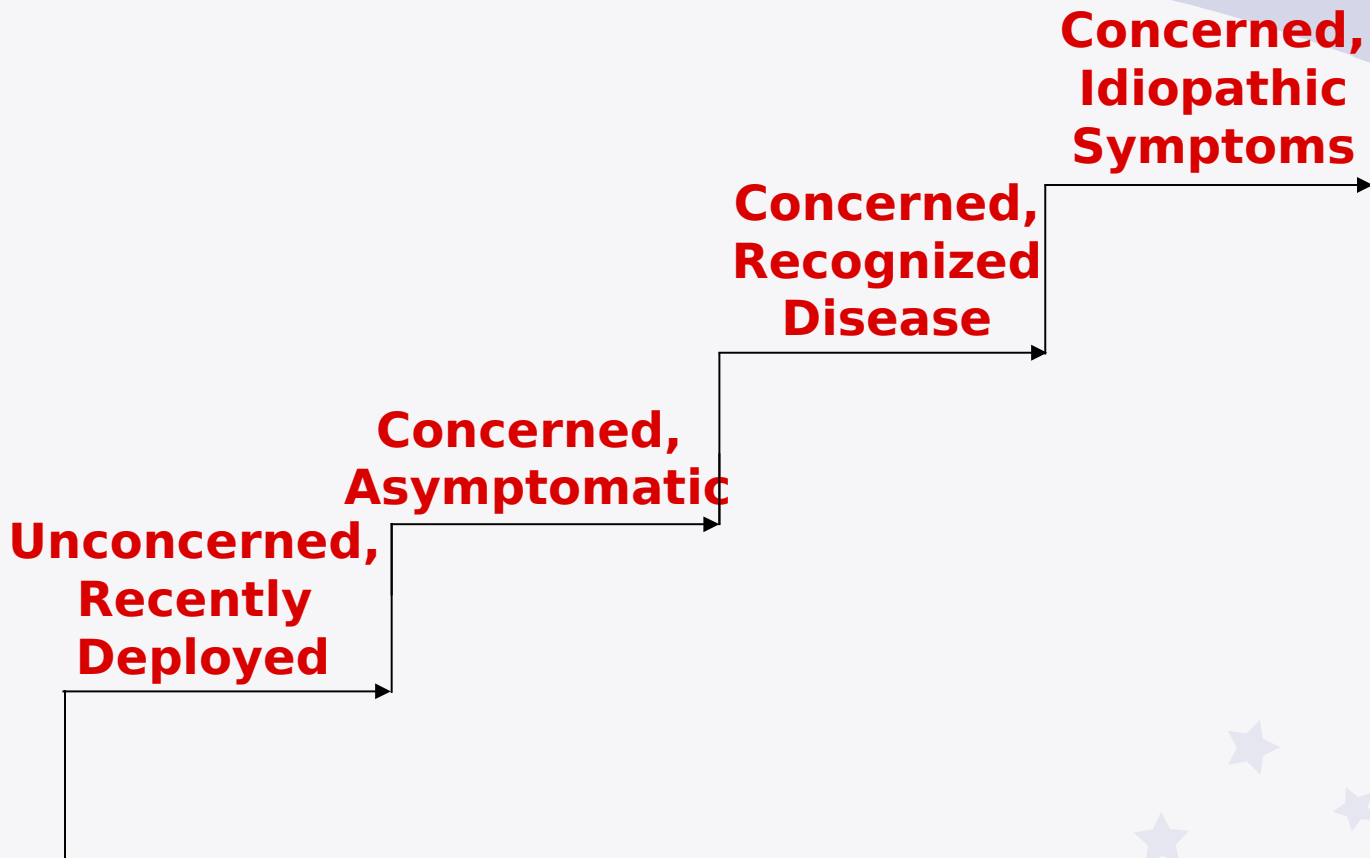 Concerned,
Idiopathic
Symptoms
Concerned,
Recognized
Disease
Concerned,
Asymptomatic
Unconcerned,
Recently
Deployed